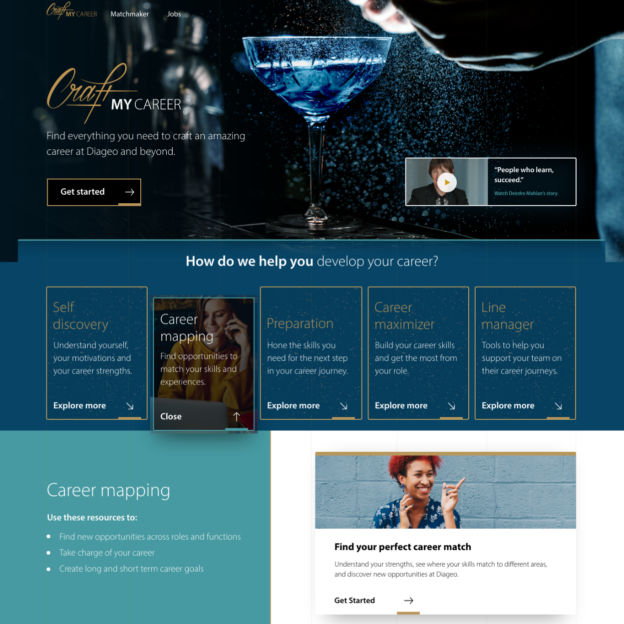 Craft MY CAREER
Matchmaker
Jobs
Craft MY CAREER
Find everything you need to craft an amazing
career at Diageo and beyond.
Get started
"People who learn,
succeed."
Watch Deirdre Mahlan's story
How do we help you develop your career?
Self
discovery
Understand yourself,
your motivations and
your career strengths.
Explore more
Career
mapping
Find opportunities to
match your skills and
experiences.
Close
Preparation
Hone the skills you
need for the next step
in your career journey.
Explore more
Career
maximizer
Build your career skills
and get the most from
your role.
Explore more
Line
manager
Tools to help you
support your team on
their career journeys.
Explore more
Career mapping
Use these resources to:
Find new opportunities across roles and functions
Take charge of your career
Create long and short term career goals
Find your perfect career match
Understand your strengths, see where your skills match to different areas,
and discover new opportunities at Diageo.
Get Started